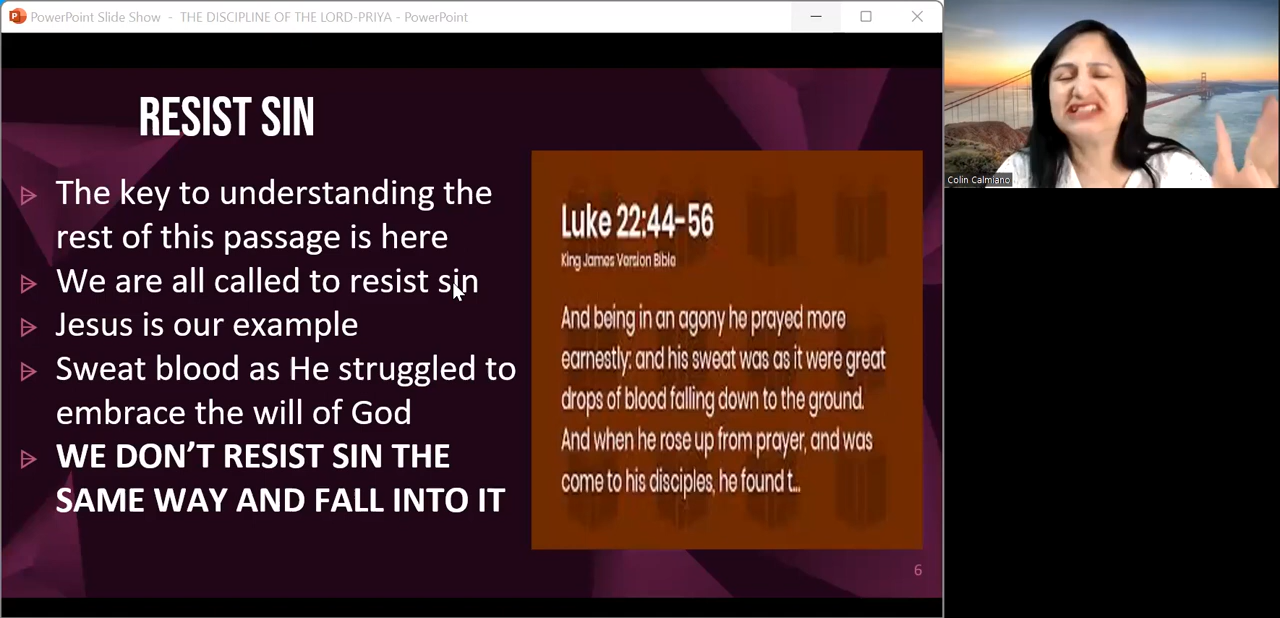 PowerPoint Slide Show - THE DISCIPLINE OF THE LORD-PRIYA - PowerPoint
RESIST SIN
The key to understanding the
rest of this passage is here
We are all called to resist sin
Jesus is our example
Sweat blood as He struggled to
embrace the will of God
WE DON’T RESIST SIN THE
SAME WAY AND FALL INTO IT
Luke 22:44-56
King James Version Bible
And being in an agony he prayed more
earnestly: and his sweat was as it were great
drops of blood falling down to the ground.
And when he rose up from prayer, and was
come to his disciples, he found t...
6
Colin Calmiano